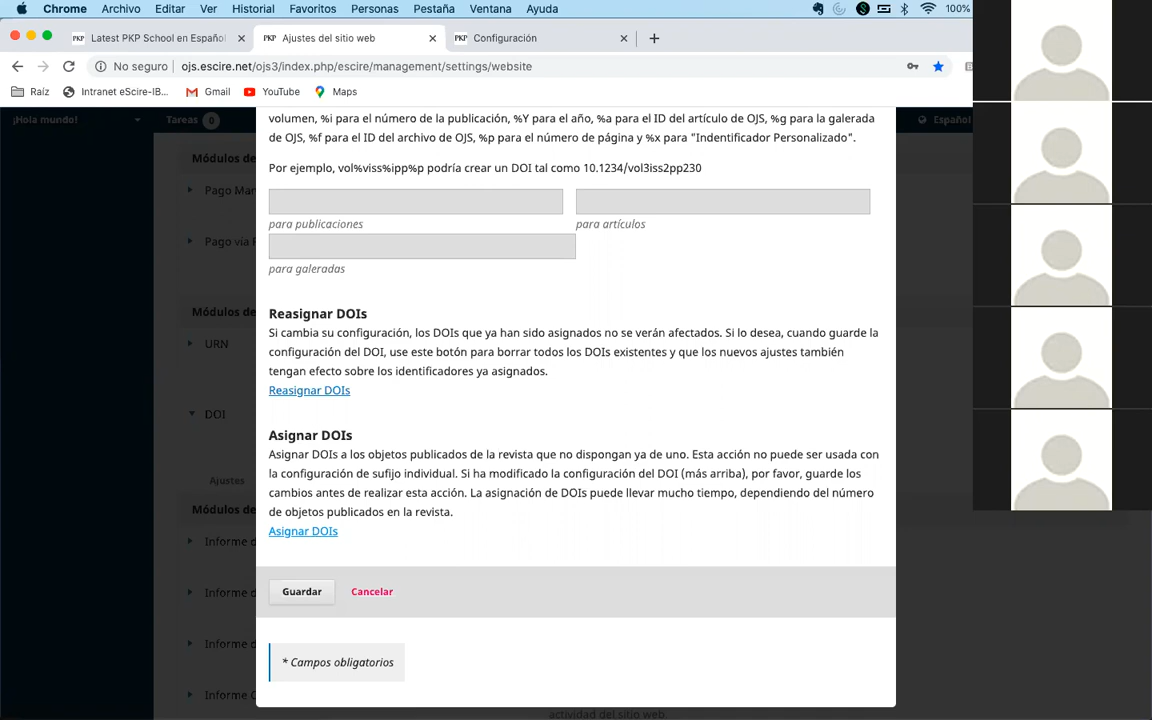 Chrome Archivo Editar Ver Historial Favoritos Personas Pestaña Ventana Ayuda 100%
PKP Latest PKP School en Español PKP Ajustes del sitio web PKP Configuración
No seguro ojs.escire.net/ojs3/index.php/escire/management/settings/website
Raíz Intranet eScire-IB... Gmail YouTube Maps
¡Hola mundo! Tareas 0 Español
volumen, %i para el número de la publicación, %Y para el año, %a para el ID del artículo de OJS, %g para la galerada
de OJS, %f para el ID del archivo de OJS, %p para el número de página y %x para "Indentificador Personalizado".
Módulos de
Por ejemplo, vol%viss%ipp%p podría crear un DOI tal como 10.1234/vol3iss2pp230
Pago Man
para publicaciones para artículos
Pago vía P
para galeradas
Módulos de
Reasignar DOIs
Si cambia su configuración, los DOIs que ya han sido asignados no se verán afectados. Si lo desea, cuando guarde la
URN
configuración del DOI, use este botón para borrar todos los DOIs existentes y que los nuevos ajustes también
tengan efecto sobre los identificadores ya asignados.
Reasignar DOIs
DOI
Asignar DOIs
Asignar DOIs a los objetos publicados de la revista que no dispongan ya de uno. Esta acción no puede ser usada con
la configuración de sufijo individual. Si ha modificado la configuración del DOI (más arriba), por favor, guarde los
Ajustes
cambios antes de realizar esta acción. La asignación de DOIs puede llevar mucho tiempo, dependiendo del número
de objetos publicados en la revista.
Módulos de
Asignar DOIs
Informe d
Guardar Cancelar
Informe d
Informe d
* Campos obligatorios
Informe C
actividad del sitio web.